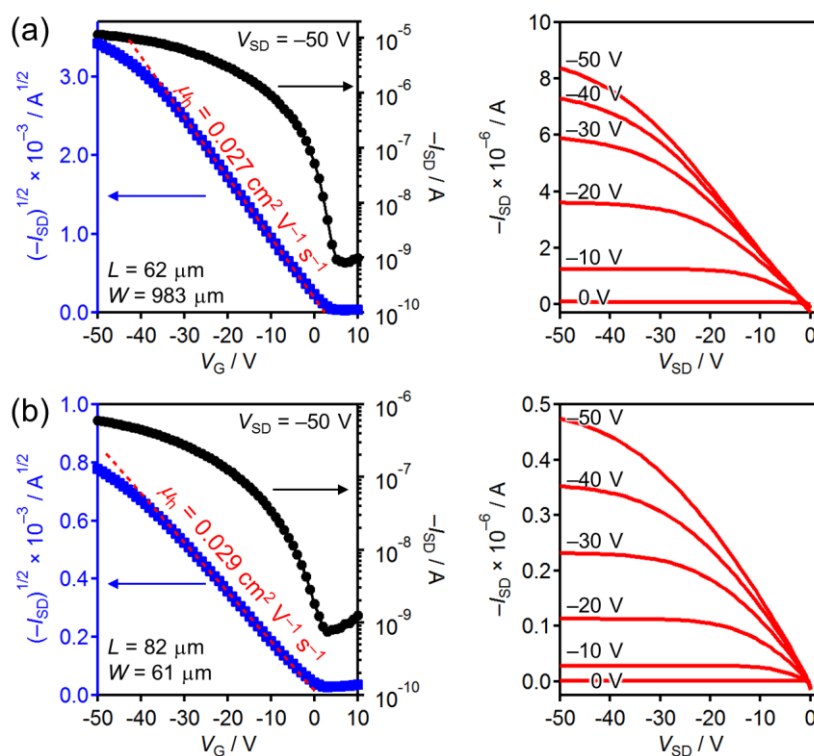 (a)
(–I_SD)^1/2 × 10^–3 / A^1/2
3.0
2.0
1.0
0.0
V_SD = –50 V
μ_h = 0.027 cm² V⁻¹ s⁻¹
L = 62 μm
W = 983 μm
-50 -40 -30 -20 -10 0 10
V_G / V
10⁻⁵
10⁻⁶
10⁻⁷
10⁻⁸
10⁻⁹
10⁻¹⁰
–I_SD / A
–I_SD × 10⁻⁶ / A
10
8
6
4
2
0
–50 V
–40 V
–30 V
–20 V
–10 V
0 V
-50 -40 -30 -20 -10 0
V_SD / V
(b)
(–I_SD)^1/2 × 10^–3 / A^1/2
1.0
0.8
0.6
0.4
0.2
0.0
V_SD = –50 V
μ_h = 0.029 cm² V⁻¹ s⁻¹
L = 82 μm
W = 61 μm
-50 -40 -30 -20 -10 0 10
V_G / V
10⁻⁶
10⁻⁷
10⁻⁸
10⁻⁹
10⁻¹⁰
–I_SD / A
–I_SD × 10⁻⁶ / A
0.5
0.4
0.3
0.2
0.1
0.0
–50 V
–40 V
–30 V
–20 V
–10 V
0 V
-50 -40 -30 -20 -10 0
V_SD / V